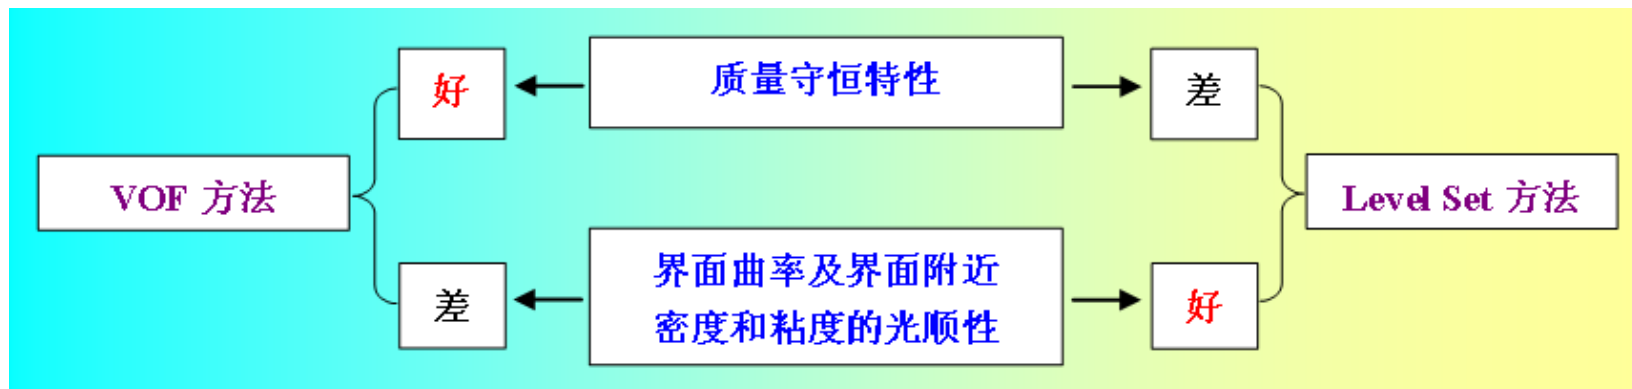 好
质量守恒特性
差
VOF 方法
Level Set 方法
差
界面曲率及界面附近
密度和粘度的光顺性
好